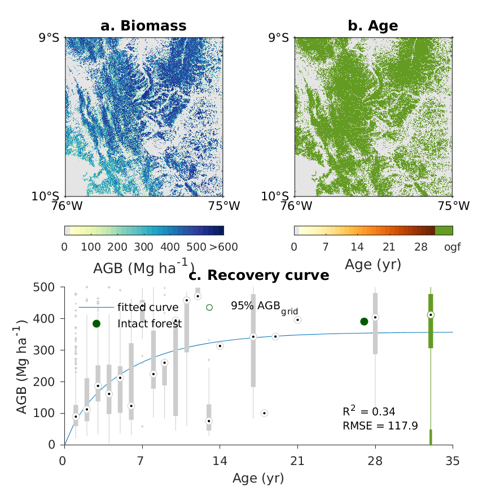 a. Biomass
b. Age
9°S
9°S
10°S
10°S
76°W
75°W
76°W
75°W
0 100 200 300 400 500 >600
0 7 14 21 28 ogf
AGB (Mg ha⁻¹)
Age (yr)
c. Recovery curve
500
400
300
200
100
0
AGB (Mg ha⁻¹)
fitted curve
95% AGB_grid
Intact forest
R² = 0.34
RMSE = 117.9
0 7 14 21 28 35
Age (yr)